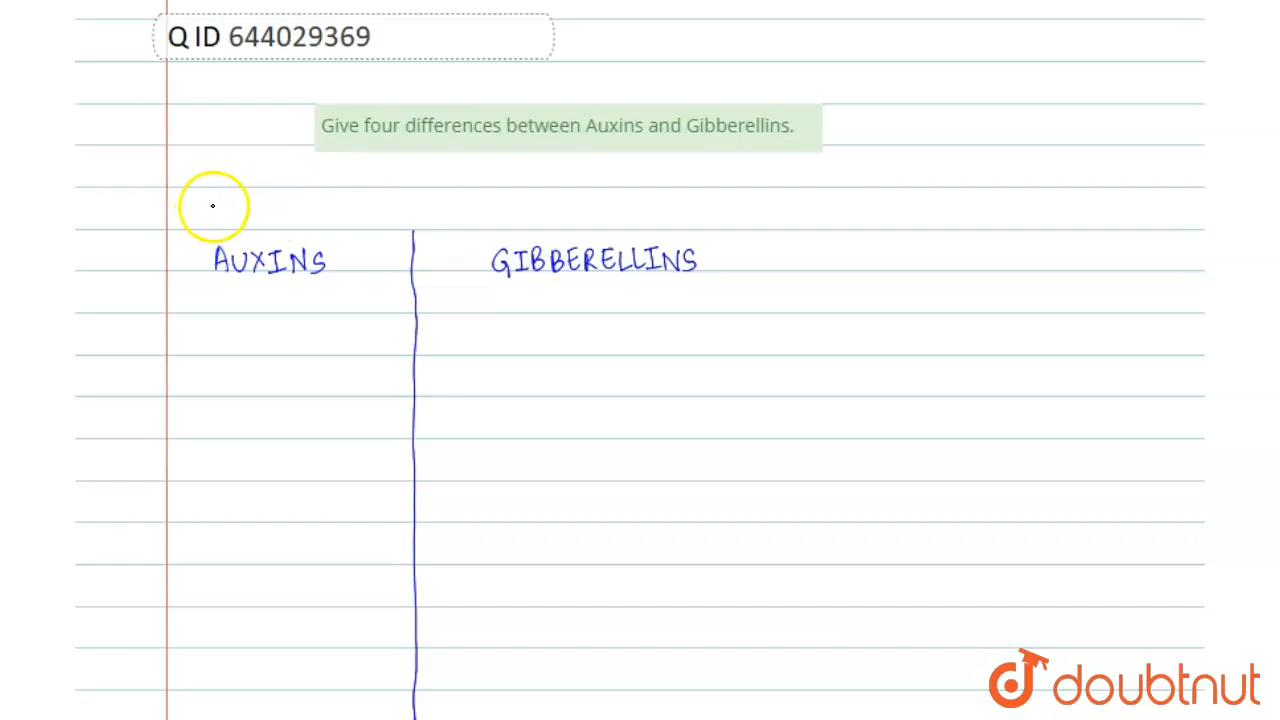 Q ID 644029369
Give four differences between Auxins and Gibberellins.
AUXINS GIBBERELLINS
doubtnut